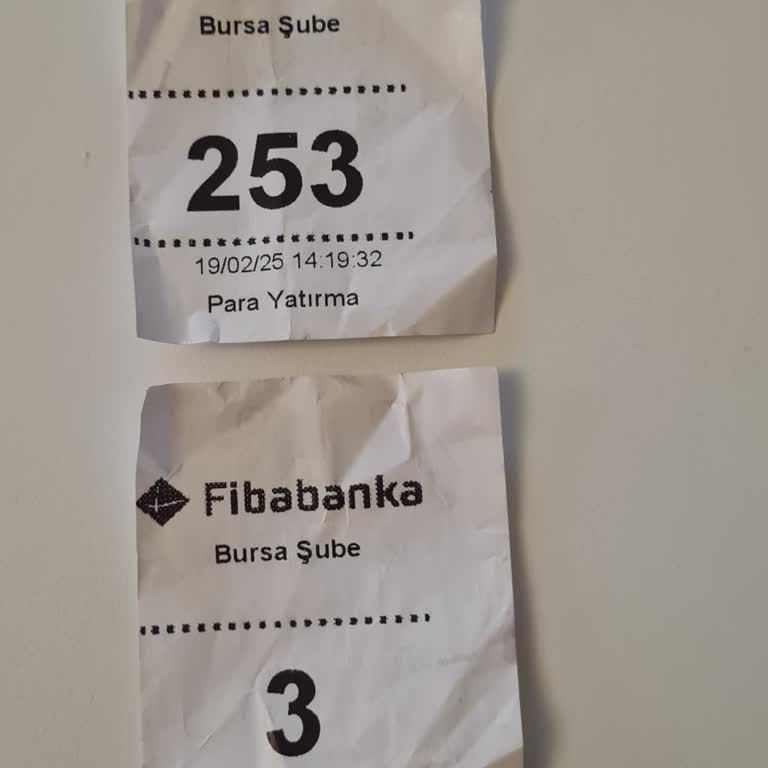 Bursa Şube
253
19/02/25 14:19:32
Para Yatırma
Fibabanka
Bursa Şube
3